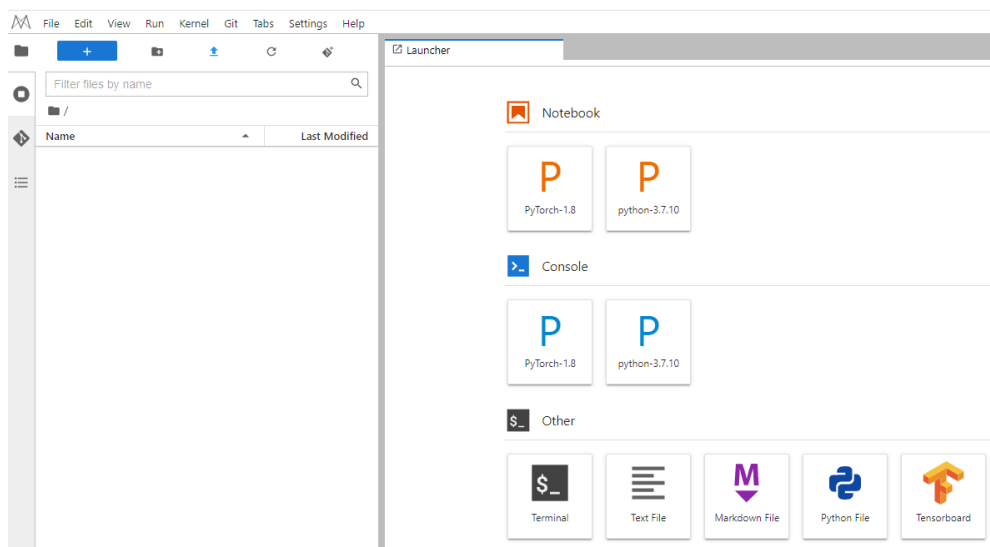 File Edit View Run Kernel Git Tabs Settings Help
Launcher
Filter files by name
/
Name Last Modified
Notebook
P P
PyTorch-1.8 python-3.7.10
Console
P P
PyTorch-1.8 python-3.7.10
$_ Other
$_ M
Terminal Text File Markdown File Python File Tensorboard